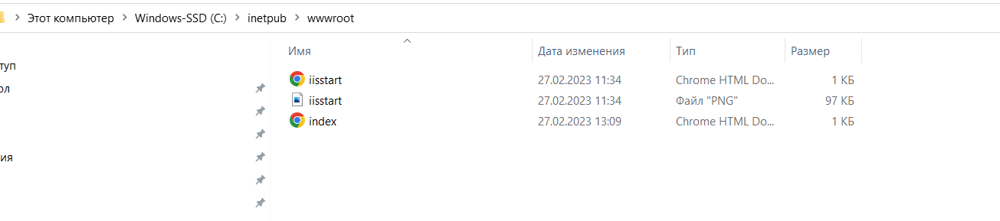 Этот компьютер > Windows-SSD (C:) > inetpub > wwwroot
Имя Дата изменения Тип Размер
туп
iisstart 27.02.2023 11:34 Chrome HTML Do... 1 КБ
ол
iisstart 27.02.2023 11:34 Файл "PNG" 97 КБ
index 27.02.2023 13:09 Chrome HTML Do... 1 КБ
ия